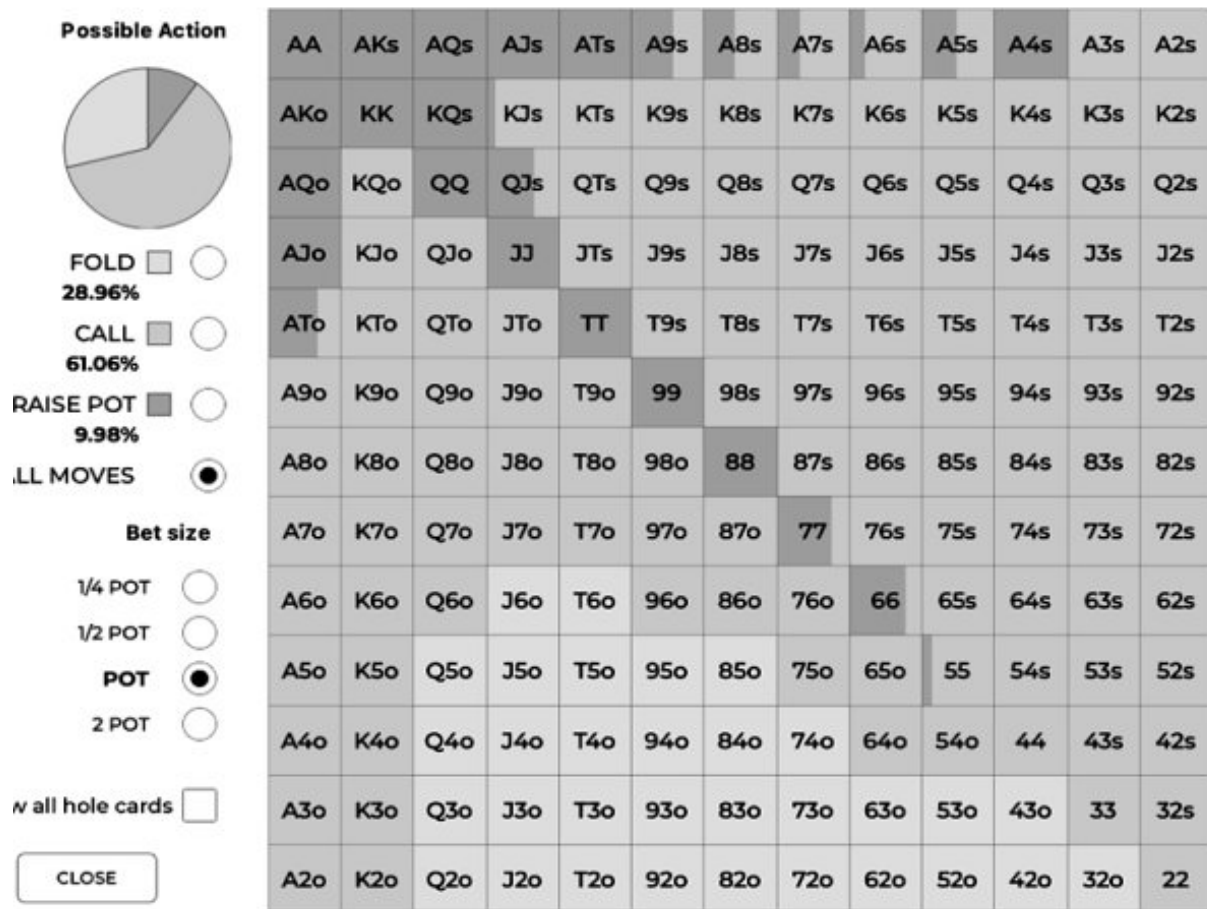 Possible Action
FOLD
28.96%
CALL
61.06%
RAISE POT
9.98%
LL MOVES
Bet size
1/4 POT
1/2 POT
POT
2 POT
w all hole cards
CLOSE
AA AKs AQs AJs ATs A9s A8s A7s A6s A5s A4s A3s A2s
AKo KK KQs KJs KTs K9s K8s K7s K6s K5s K4s K3s K2s
AQo KQo QQ QJs QTs Q9s Q8s Q7s Q6s Q5s Q4s Q3s Q2s
AJo KJo QJo JJ JTs J9s J8s J7s J6s J5s J4s J3s J2s
ATo KTo QTo JTo TT T9s T8s T7s T6s T5s T4s T3s T2s
A9o K9o Q9o J9o T9o 99 98s 97s 96s 95s 94s 93s 92s
A8o K8o Q8o J8o T8o 98o 88 87s 86s 85s 84s 83s 82s
A7o K7o Q7o J7o T7o 97o 87o 77 76s 75s 74s 73s 72s
A6o K6o Q6o J6o T6o 96o 86o 76o 66 65s 64s 63s 62s
A5o K5o Q5o J5o T5o 95o 85o 75o 65o 55 54s 53s 52s
A4o K4o Q4o J4o T4o 94o 84o 74o 64o 54o 44 43s 42s
A3o K3o Q3o J3o T3o 93o 83o 73o 63o 53o 43o 33 32s
A2o K2o Q2o J2o T2o 92o 82o 72o 62o 52o 42o 32o 22